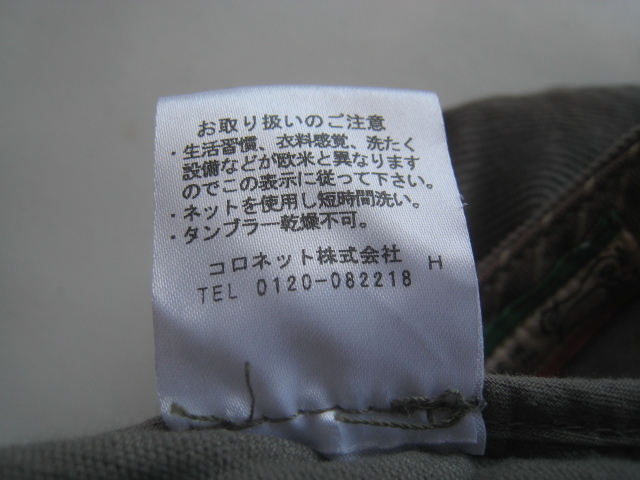 お取り扱いのご注意
・生活習慣、衣料感覚、洗たく
設備などが欧米と異なります
のでこの表示に従って下さい。
・ネットを使用し短時間洗い。
・タンブラー乾燥不可。
コロネット株式会社 H
TEL 0120-082218